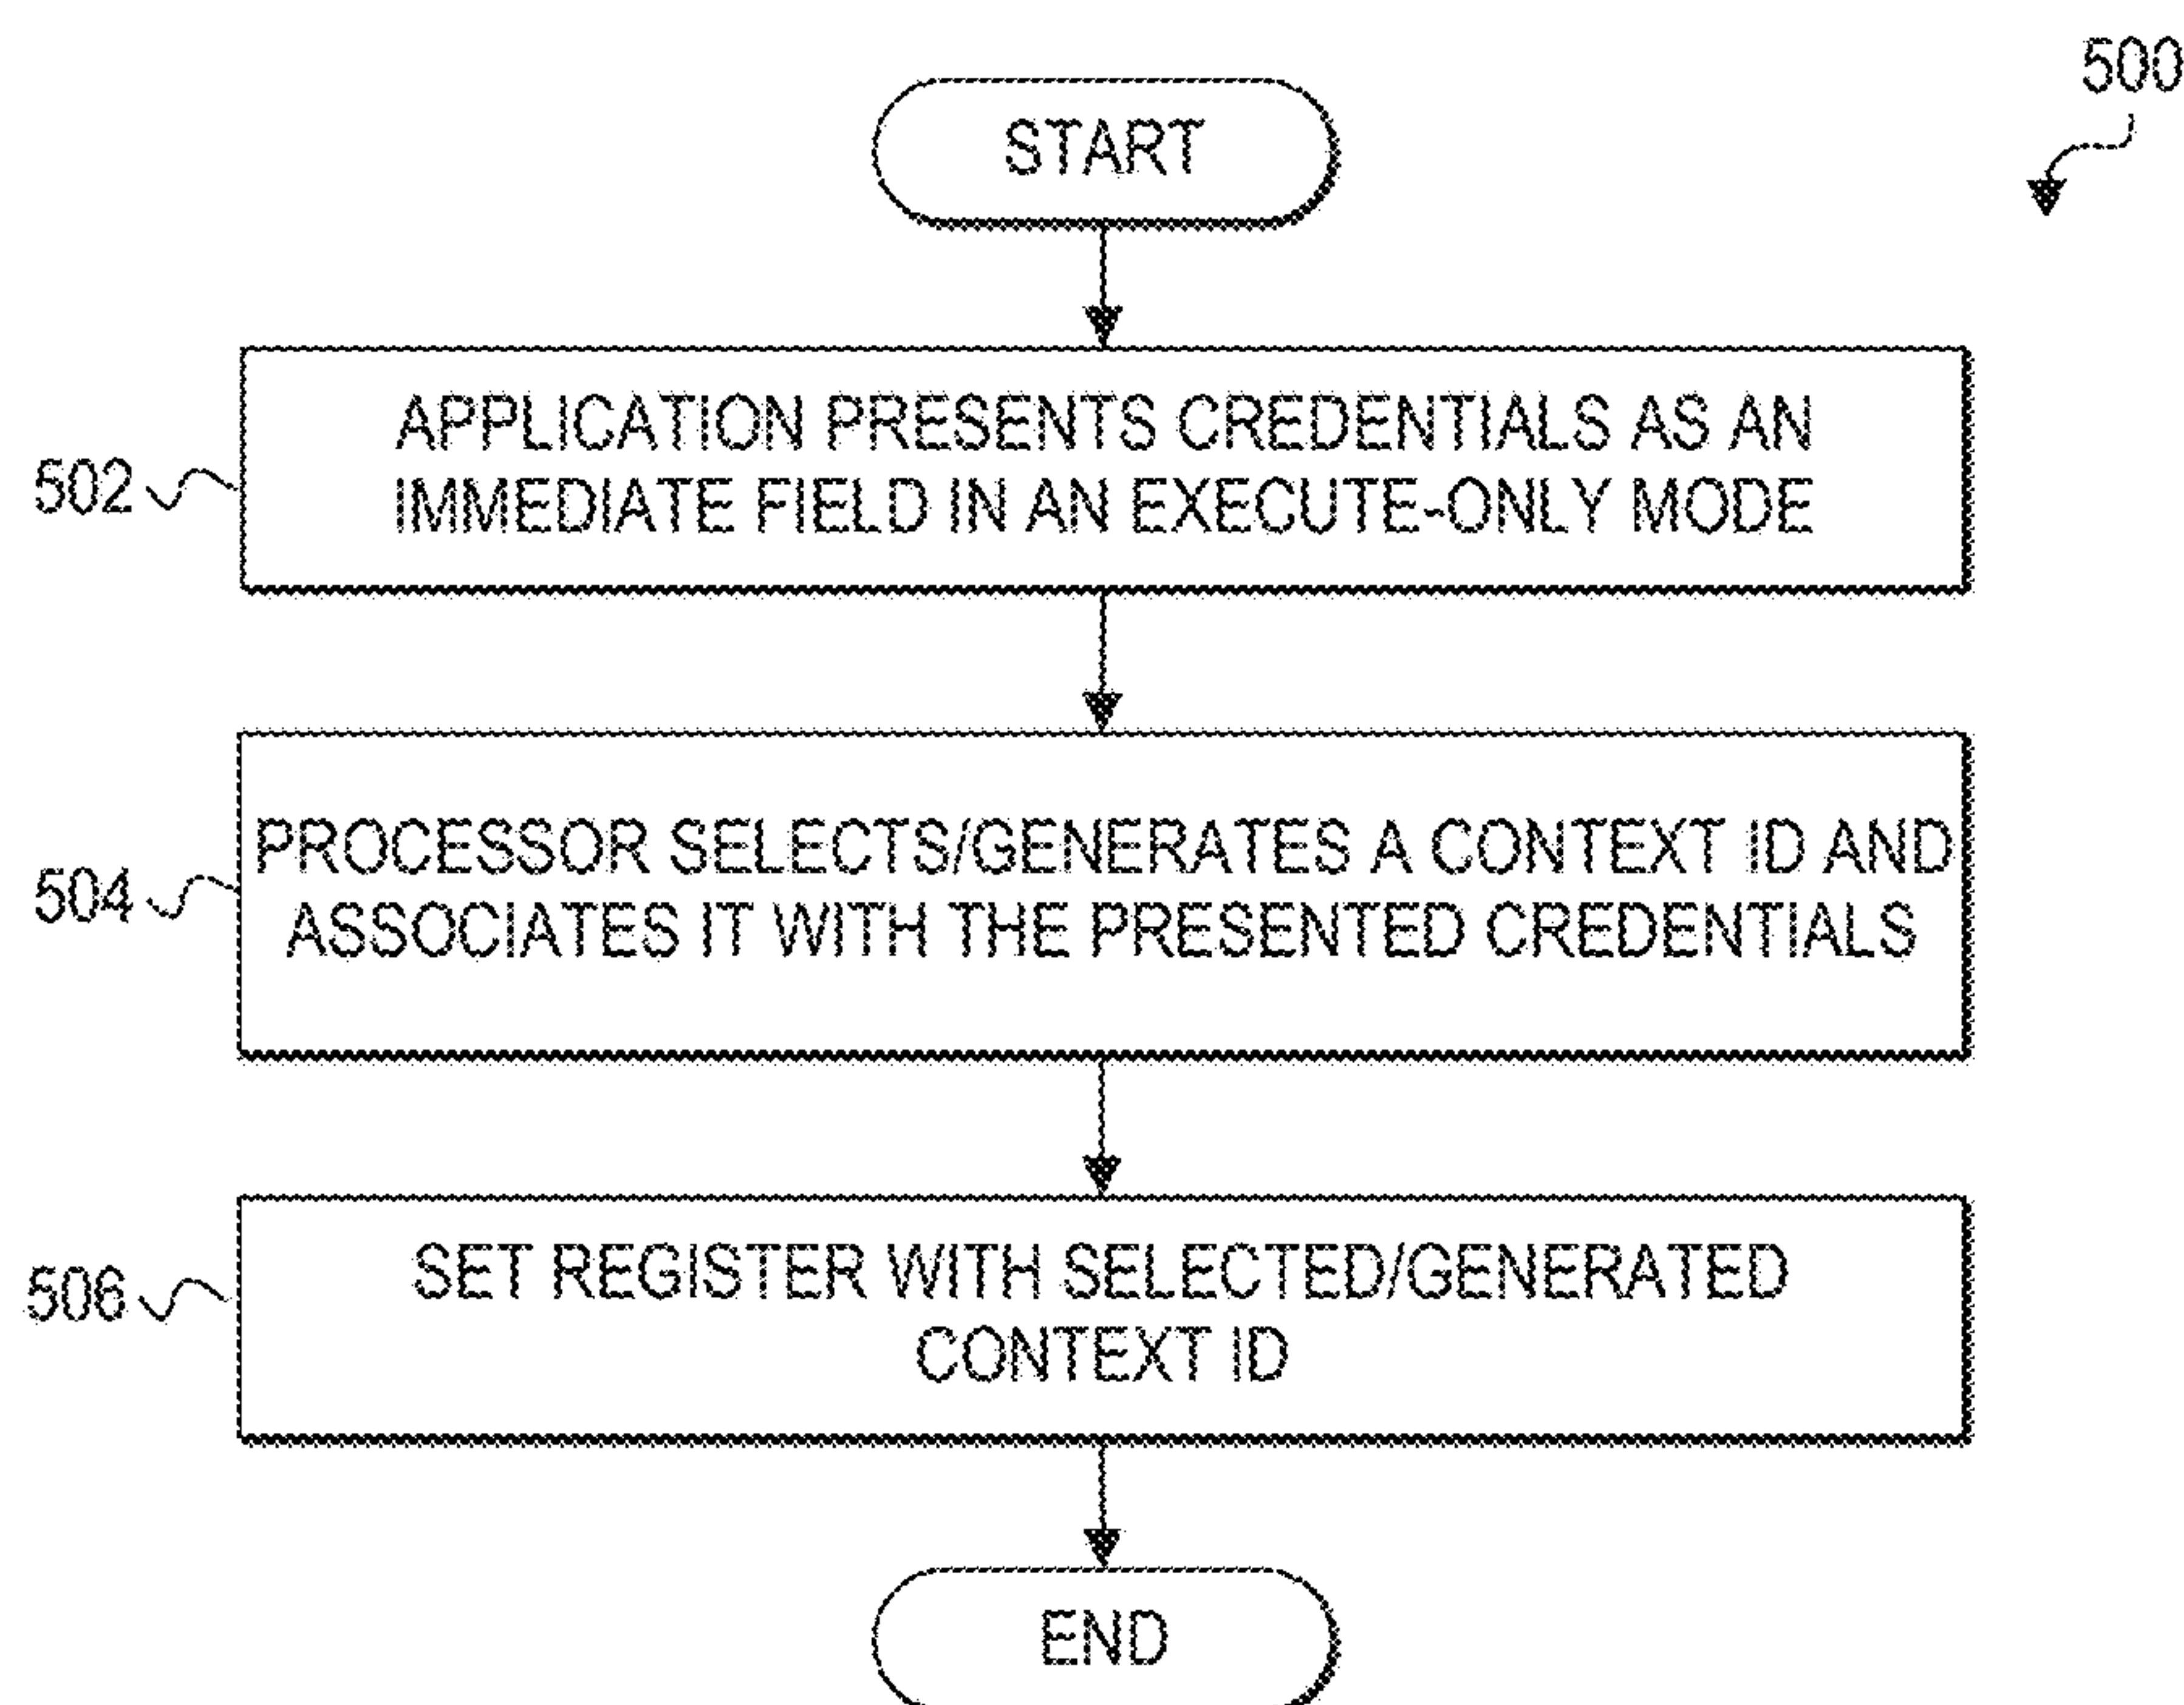 500
START
502
APPLICATION PRESENTS CREDENTIALS AS AN
IMMEDIATE FIELD IN AN EXECUTE-ONLY MODE
504
PROCESSOR SELECTS/GENERATES A CONTEXT ID AND
ASSOCIATES IT WITH THE PRESENTED CREDENTIALS
506
SET REGISTER WITH SELECTED/GENERATED
CONTEXT ID
END